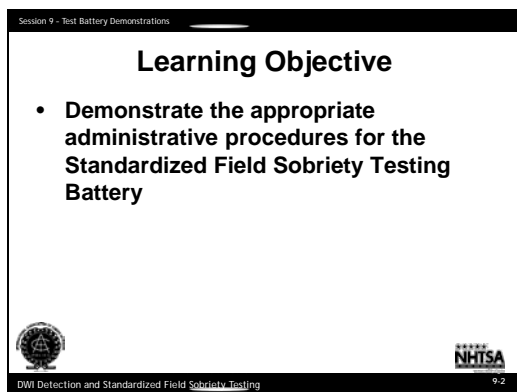 Session 9 - Test Battery Demonstrations
Learning Objective
• Demonstrate the appropriate
administrative procedures for the
Standardized Field Sobriety Testing
Battery
NHTSA
DWI Detection and Standardized Field Sobriety Testing
9-2